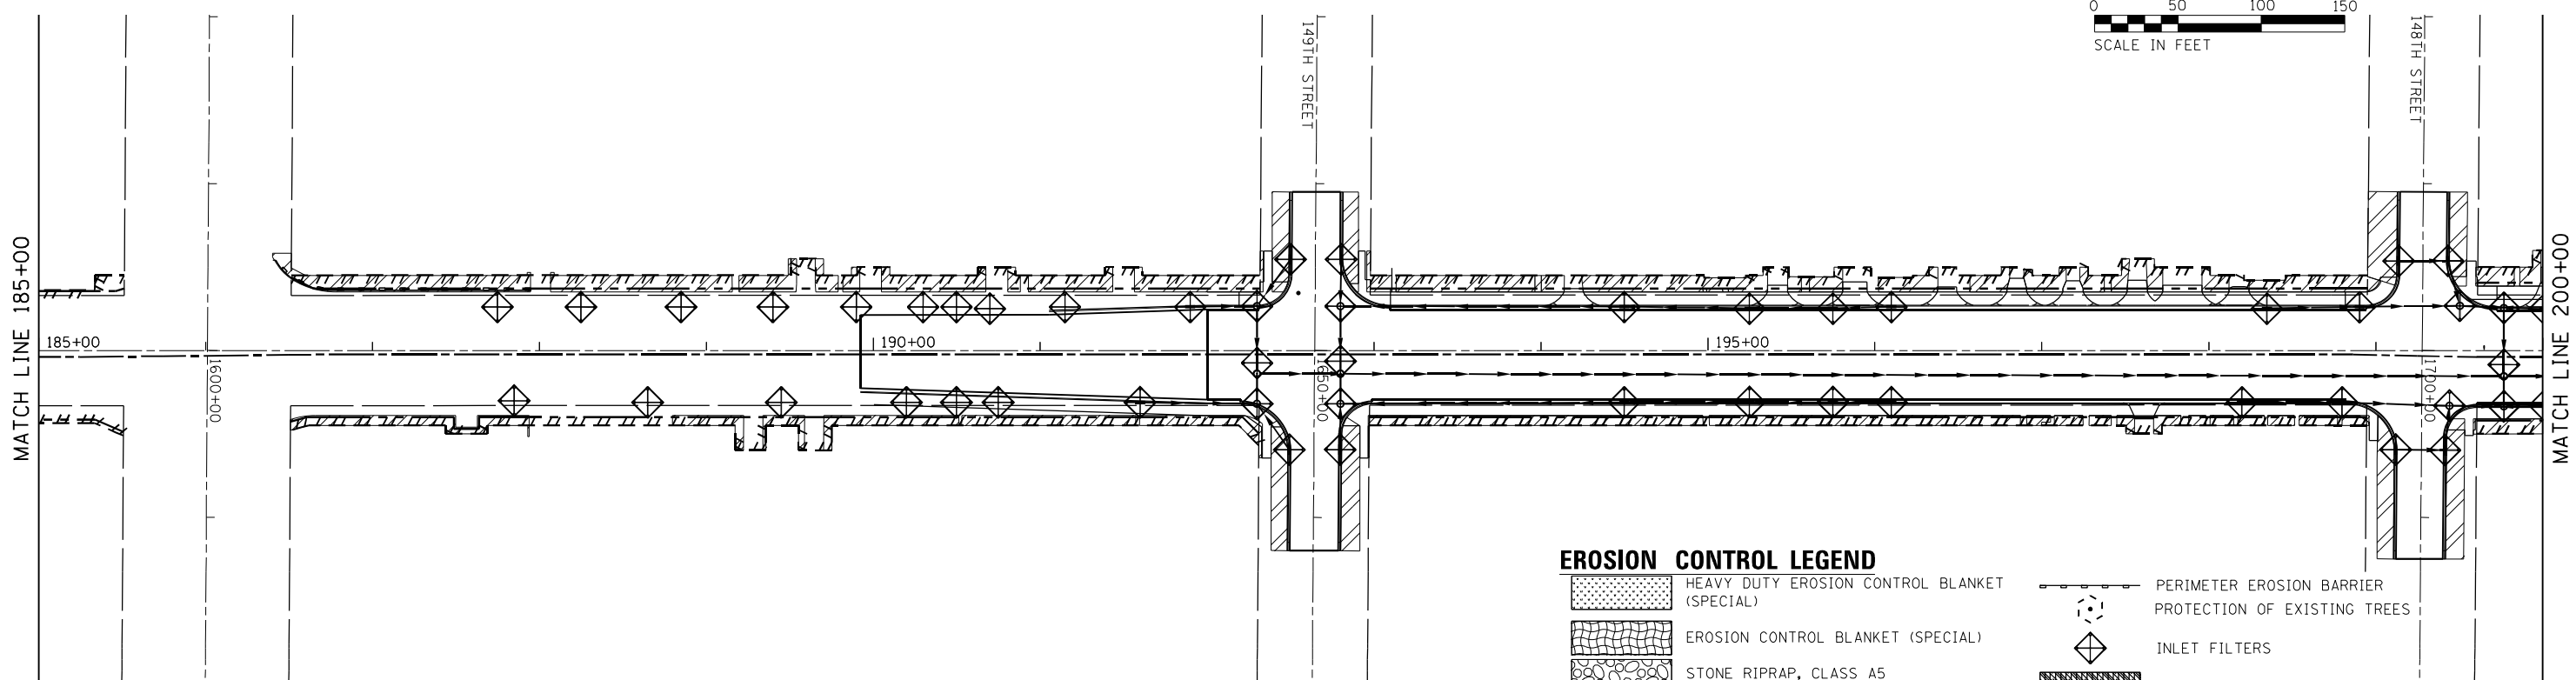 0 50 100 150
SCALE IN FEET
149TH STREET
148TH STREET
MATCH LINE 185+00
MATCH LINE 200+00
185+00
190+00
195+00
1600+00
1650+00
1700+00
EROSION CONTROL LEGEND
HEAVY DUTY EROSION CONTROL BLANKET
(SPECIAL)
EROSION CONTROL BLANKET (SPECIAL)
STONE RIPRAP, CLASS A5
PERIMETER EROSION BARRIER
PROTECTION OF EXISTING TREES
INLET FILTERS